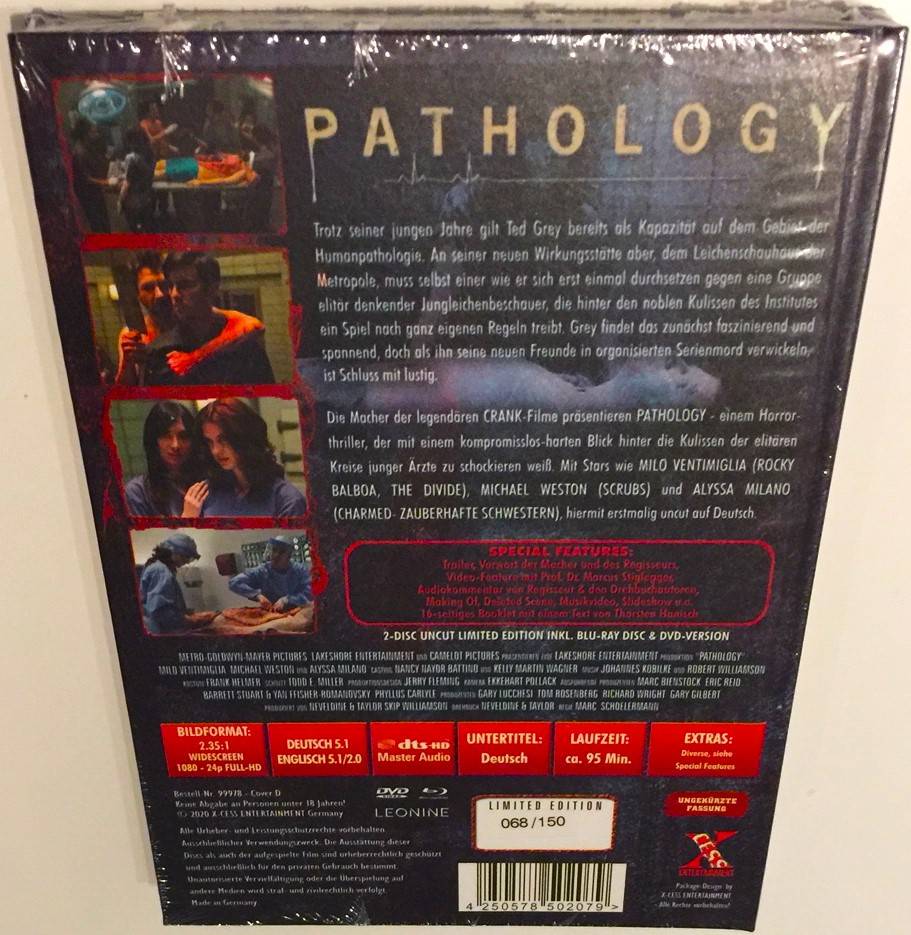 PATHOLOGY
Trotz seiner jungen Jahre gilt Ted Grey bereits als Kapazität auf dem Gebiet der
Humanpathologie. An seiner neuen Wirkungsstätte aber, dem Leichenschauhaus der
Metropole, muss selbst einer wie er sich erst einmal durchsetzen gegen eine Gruppe
elitär denkender Jungleichenbeschauer, die hinter den noblen Kulissen des Institutes
ein Spiel nach ganz eigenen Regeln treibt. Grey findet das zunächst faszinierend und
spannend, doch als ihn seine neuen Freunde in organisierten Serienmord verwickeln,
ist Schluss mit lustig.
Die Macher der legendären CRANK-Filme präsentieren PATHOLOGY - einem Horror-
thriller, der mit einem kompromisslos-harten Blick hinter die Kulissen der elitären
Kreise junger Ärzte zu schockieren weiß. Mit Stars wie MILO VENTIMIGLIA (ROCKY
BALBOA, THE DIVIDE), MICHAEL WESTON (SCRUBS) und ALYSSA MILANO
(CHARMED- ZAUBERHAFTE SCHWESTERN), hiermit erstmalig uncut auf Deutsch.
SPECIAL FEATURES:
Trailer, Vorwort der Macher und des Regisseurs,
Video-Feature mit Prof. Dr. Marcus Stiglegger,
Audiokommentar von Regisseur & den Drehbuchautoren,
Making Of, Deleted Scene, Musikvideo, Slideshow u.a.
16-seitiges Booklet mit einem Text von Thorsten Hanisch
2-DISC UNCUT LIMITED EDITION INKL. BLU-RAY DISC & DVD-VERSION
METRO-GOLDWYN-MAYER PICTURES LAKESHORE ENTERTAINMENT UND CAMELOT PICTURES PRÄSENTIEREN EINE LAKESHORE ENTERTAINMENT PRODUKTION "PATHOLOGY"
MILO VENTIMIGLIA MICHAEL WESTON UND ALYSSA MILANO CASTING NANCY NAYOR BATTINO UND KELLY MARTIN WAGNER MUSIK JOHANNES KOBILKE UND ROBERT WILLIAMSON
KOSTÜME FRANK HELMER SCHNITT TODD E. MILLER PRODUKTIONSDESIGN JERRY FLEMING KAMERA EKKEHART POLLACK AUSFÜHRENDE PRODUZENTEN MARC BIENSTOCK ERIC REID
BARRETT STUART & YAN FEISHER-ROMANOVSKY PHYLLIS CARLYLE PRODUZENTEN GARY LUCCHESI TOM ROSENBERG RICHARD WRIGHT GARY GILBERT
PRODUZIERT VON NEVELDINE & TAYLOR SKIP WILLIAMSON DREHBUCH NEVELDINE & TAYLOR REGIE MARC SCHOELERMANN
BILDFORMAT:
2.35:1
WIDESCREEN
1080 - 24p FULL-HD
DEUTSCH 5.1
ENGLISCH 5.1/2.0
dts-HD
Master Audio
UNTERTITEL:
Deutsch
LAUFZEIT:
ca. 95 Min.
EXTRAS:
Diverse, siehe
Special Features
Bestell-Nr. 99978 - Cover D
Keine Abgabe an Personen unter 18 Jahren!
© 2020 X-CESS ENTERTAINMENT Germany
Alle Urheber- und Leistungsschutzrechte vorbehalten.
Ausschließlicher Verwendungszweck. Die Ausstattung dieser
Discs als auch der aufgespielte Film sind urheberrechtlich geschützt
und ausschließlich für den privaten Gebrauch bestimmt.
Unautorisierte Vervielfältigung oder die Überspielung auf
andere Medien wird straf- und zivilrechtlich verfolgt.
Made in Germany
DVD VIDEO
LEONINE
LIMITED EDITION
068/150
4 250578 502079 >
UNGEKÜRZTE
FASSUNG
X CESS
ENTERTAINMENT
Package-Design by
X-CESS ENTERTAINMENT
Alle Rechte vorbehalten!